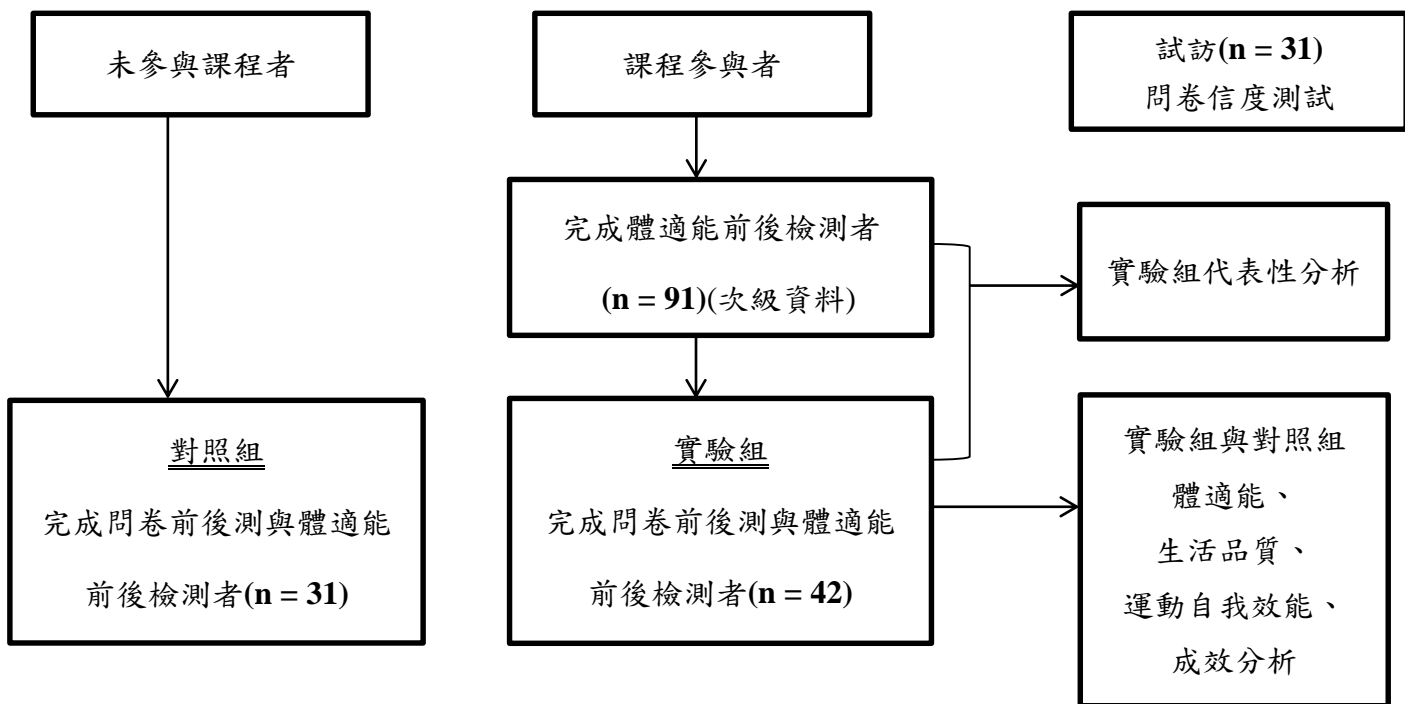 未參與課程者
課程參與者
試訪(n = 31)
問卷信度測試
完成體適能前後檢測者
(n = 91)(次級資料)
實驗組代表性分析
對照組
完成問卷前後測與體適能
前後檢測者(n = 31)
實驗組
完成問卷前後測與體適能
前後檢測者(n = 42)
實驗組與對照組
體適能、
生活品質、
運動自我效能、
成效分析